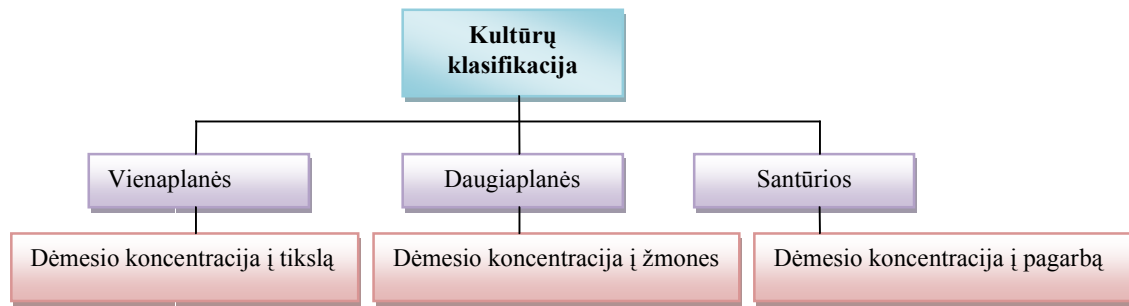 Kultūrų
klasifikacija
Vienaplanės
Daugiaplanės
Santūrios
Dėmesio koncentracija į tikslą
Dėmesio koncentracija į žmones
Dėmesio koncentracija į pagarbą